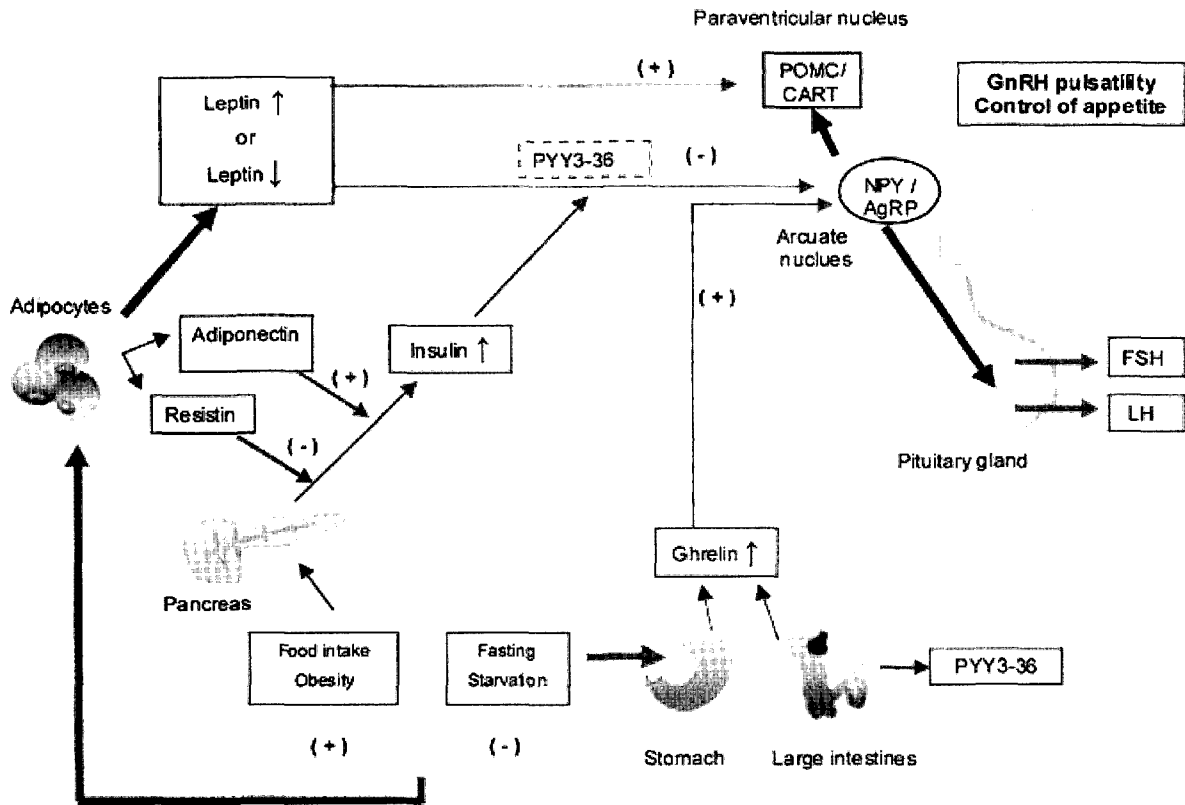 Paraventricular nucleus
(+)
POMC/
CART
GnRH pulsatility
Control of appetite
Leptin ↑
or
Leptin ↓
PYY3-36
(-)
NPY /
AgRP
Arcuate
nuclues
(+)
Adipocytes
Adiponectin
Insulin ↑
(+)
Resistin
(-)
FSH
LH
Pituitary gland
Ghrelin ↑
Pancreas
Food intake
Obesity
Fasting
Starvation
PYY3-36
(+)
(-)
Stomach
Large intestines